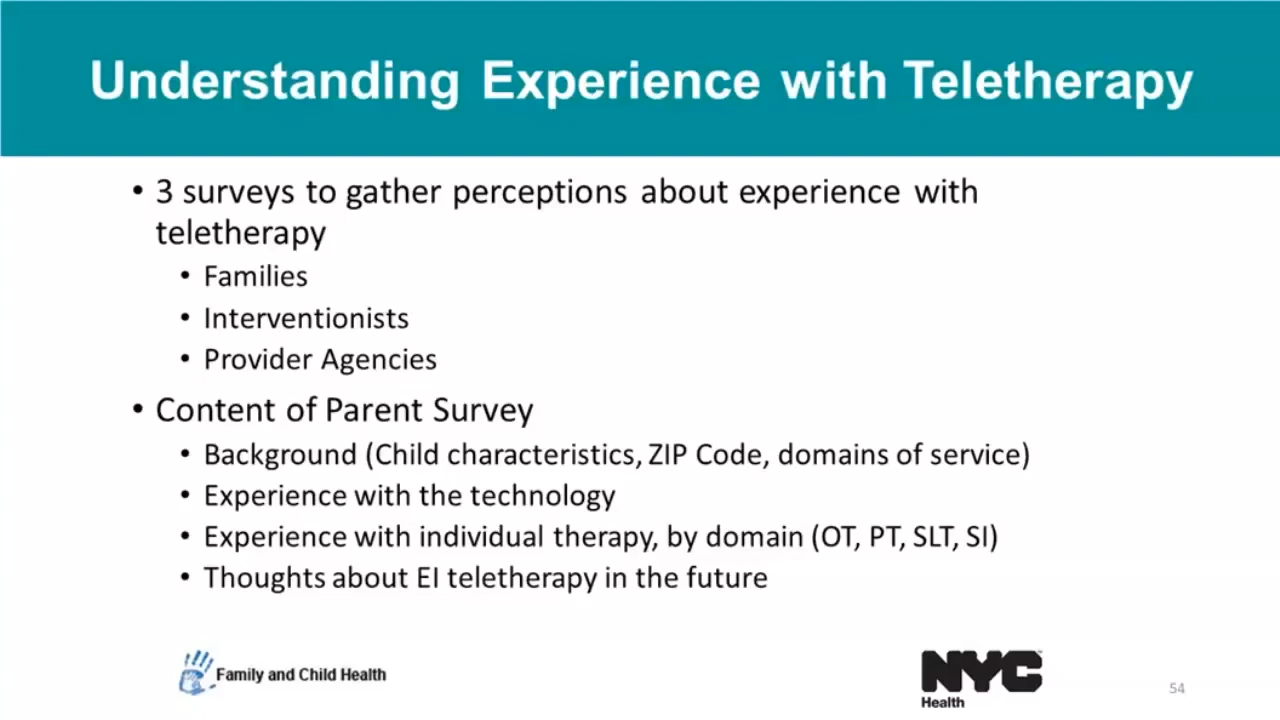 Understanding Experience with Teletherapy
• 3 surveys to gather perceptions about experience with
teletherapy
• Families
• Interventionists
• Provider Agencies
• Content of Parent Survey
• Background (Child characteristics, ZIP Code, domains of service)
• Experience with the technology
• Experience with individual therapy, by domain (OT, PT, SLT, SI)
• Thoughts about EI teletherapy in the future
Family and Child Health
NYC
Health
54